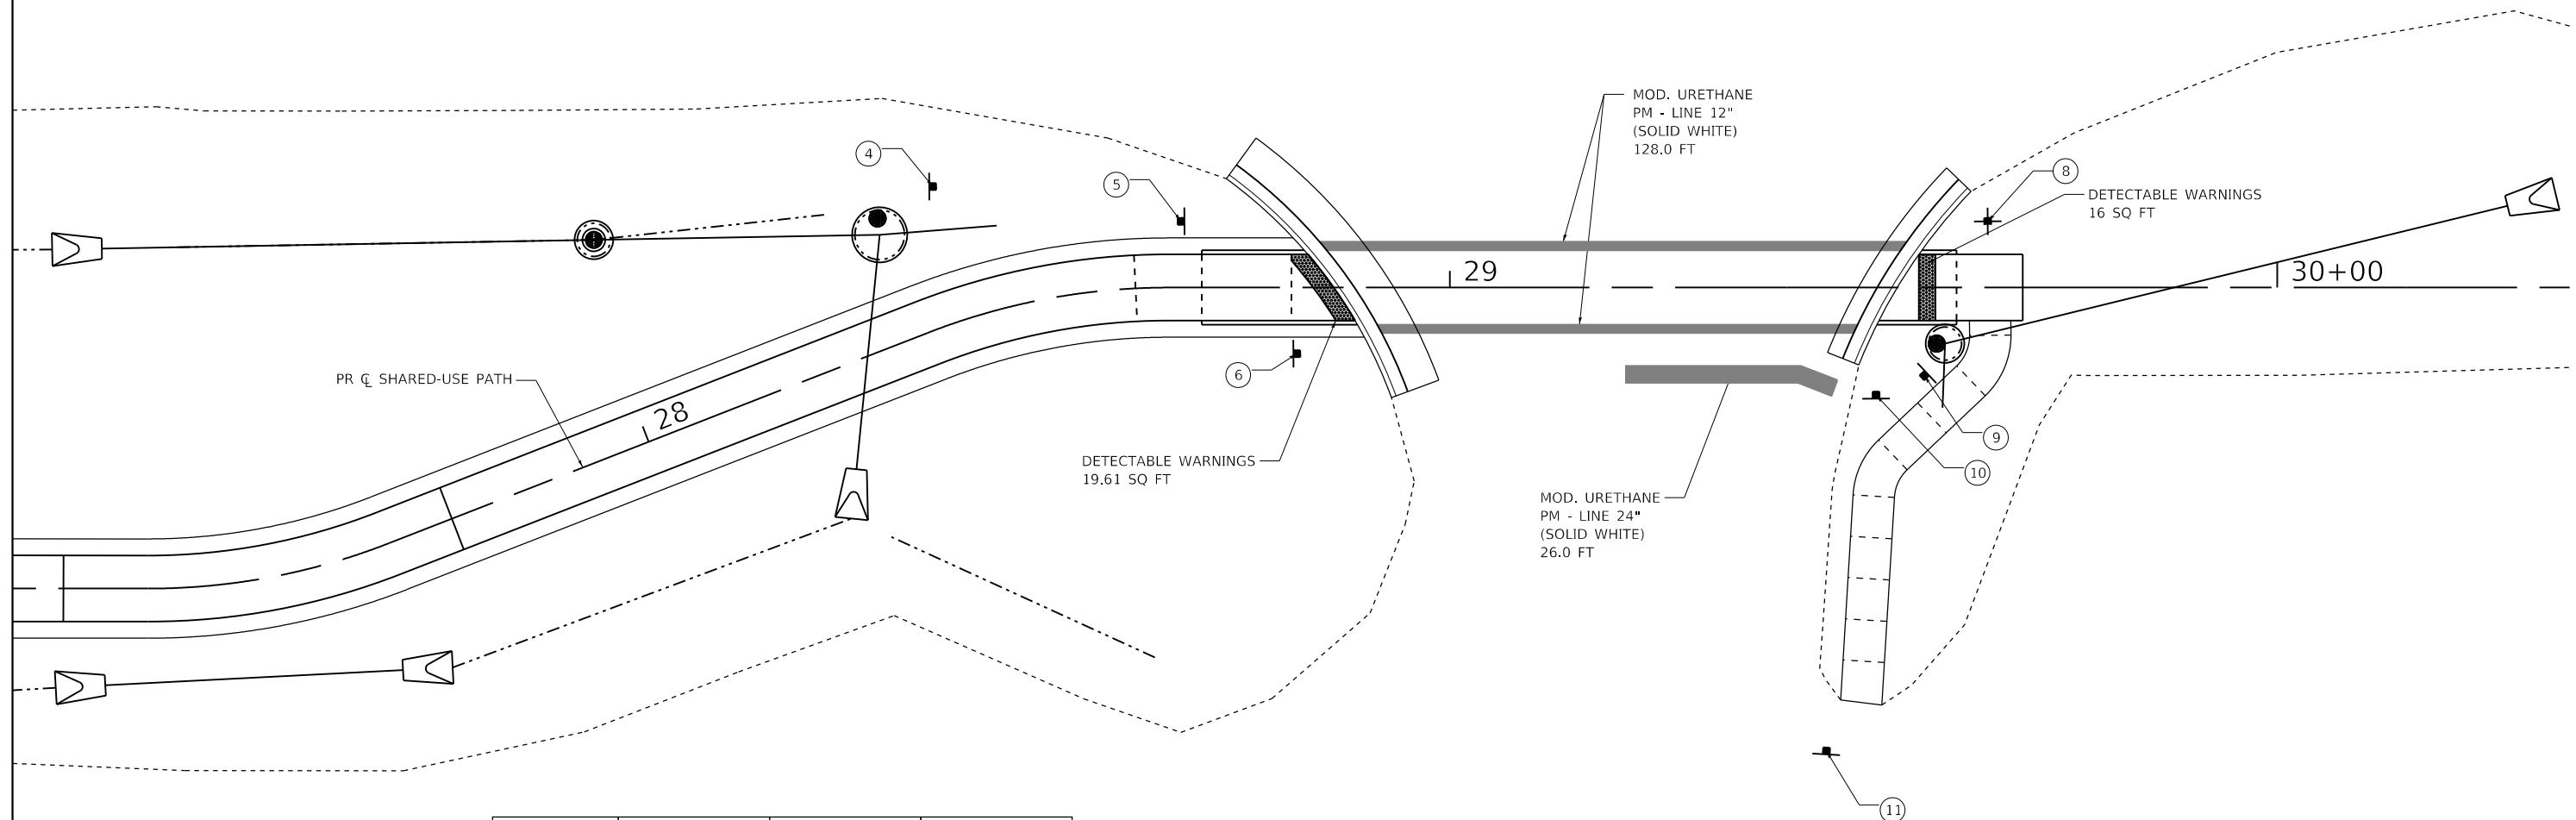 MOD. URETHANE
PM - LINE 12"
(SOLID WHITE)
128.0 FT
4
5
8
DETECTABLE WARNINGS
16 SQ FT
29
30+00
6
PR ℄ SHARED-USE PATH
28
9
DETECTABLE WARNINGS
19.61 SQ FT
10
MOD. URETHANE
PM - LINE 24"
(SOLID WHITE)
26.0 FT
11